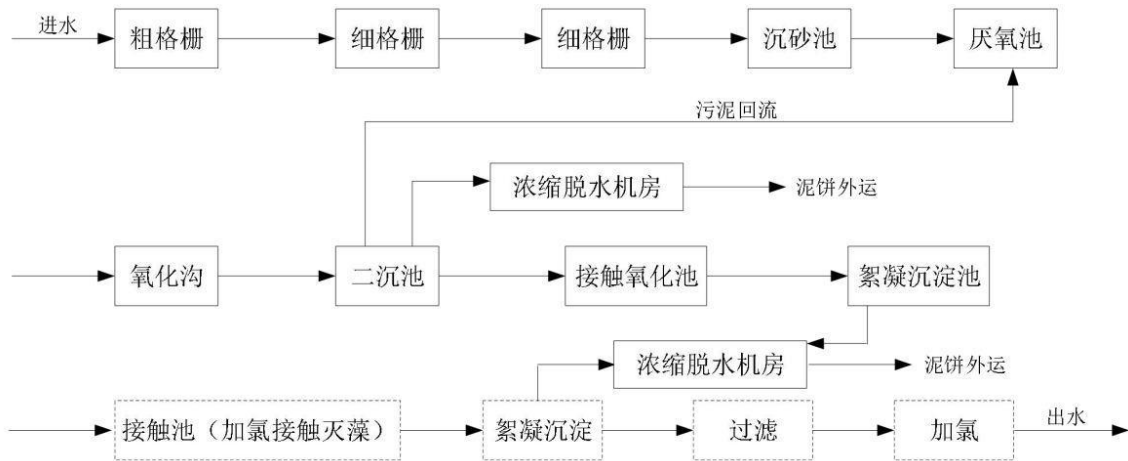 进水
粗格栅
细格栅
细格栅
沉砂池
厌氧池
污泥回流
浓缩脱水机房
泥饼外运
氧化沟
二沉池
接触氧化池
絮凝沉淀池
浓缩脱水机房
泥饼外运
接触池（加氯接触灭藻）
絮凝沉淀
过滤
加氯
出水